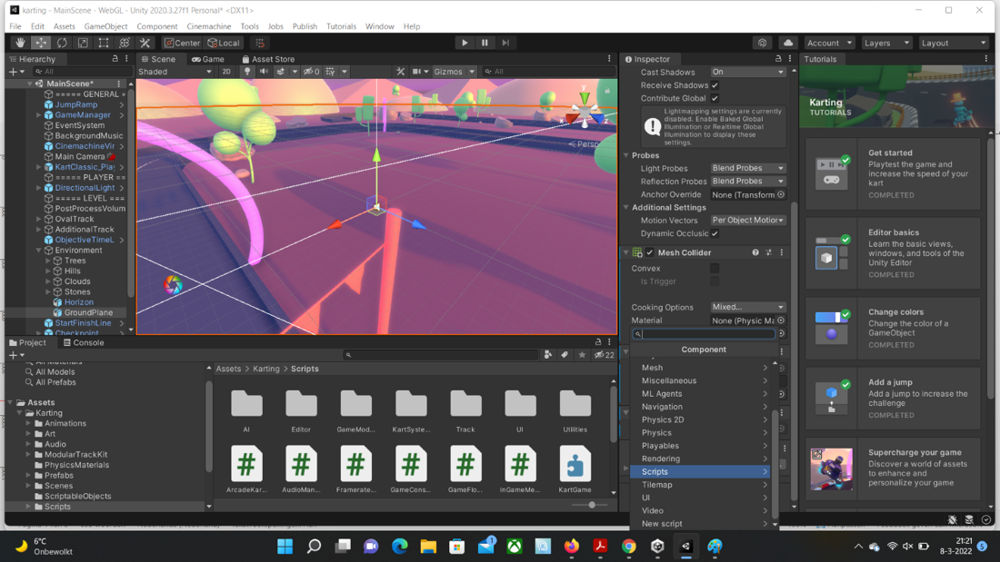 karting - MainScene - WebGL - Unity 2020.3.27f1 Personal* <DX11>
File Edit Assets GameObject Component Cinemachine Tools Jobs Publish Tutorials Window Help
Center Local
Account Layers Layout
Hierarchy
All
MainScene*
===== GENERAL =
JumpRamp
GameManager
EventSystem
BackgroundMusic
CinemachineVir
Main Camera
KartClassic_Play
===== PLAYER ==
DirectionalLight
===== LEVEL ===
PostProcessVolum
OvalTrack
AdditionalTrack
ObjectiveTimeL
Environment
Trees
Hills
Clouds
Stones
Horizon
GroundPlane
StartFinishLine
Checkpoint
Scene Game Asset Store
Shaded 2D 0 Gizmos All
y
x
z
< Persp
Inspector
Cast Shadows On
Receive Shadows
Contribute Global
Lightmapping settings are currently
disabled. Enable Baked Global
Illumination or Realtime Global
Illumination to display these
settings.
Probes
Light Probes Blend Probes
Reflection Probes Blend Probes
Anchor Override None (Transform
Additional Settings
Motion Vectors Per Object Motion
Dynamic Occlus
Mesh Collider
Convex
Is Trigger
Cooking Options Mixed...
Material None (Physic Ma
Component
Mesh
Miscellaneous
ML Agents
Navigation
Physics 2D
Physics
Playables
Rendering
Scripts
Tilemap
UI
Video
New script
Tutorials
Karting
TUTORIALS
Get started
Playtest the game and
increase the speed of your
kart
COMPLETED
Editor basics
Learn the basic views,
windows, and tools of the
Unity Editor
COMPLETED
Change colors
Change the color of a
GameObject
COMPLETED
Add a jump
Add a jump to increase the
challenge
COMPLETED
Supercharge your game
Discover a world of assets
to enhance and
personalize your game
Project Console
22
All Materials
All Models
All Prefabs
Assets
Karting
Animations
Art
Audio
ModularTrackKit
PhysicsMaterials
Prefabs
Scenes
ScriptableObjects
Scripts
Assets > Karting > Scripts
AI Editor GameMod... KartSyste... Track UI Utilities
ArcadeKar... AudioMan... Framerate... GameCons... GameFlo... InGameMe... KartGame
6°C
Onbewolkt
21:21
8-3-2022
5